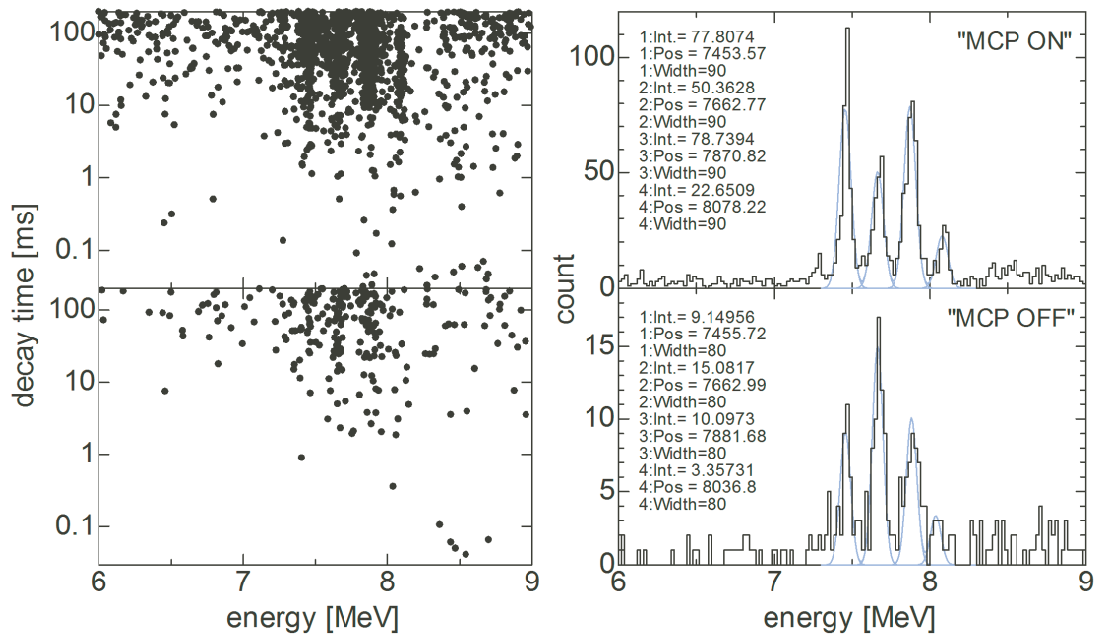 decay time [ms]
100
10
1
0.1
100
10
1
0.1
6 7 8 9
energy [MeV]
count
"MCP ON"
100
50
0
1:Int.= 77.8074
1:Pos = 7453.57
1:Width=90
2:Int.= 50.3628
2:Pos = 7662.77
2:Width=90
3:Int.= 78.7394
3:Pos = 7870.82
3:Width=90
4:Int.= 22.6509
4:Pos = 8078.22
4:Width=90
"MCP OFF"
15
10
5
0
1:Int.= 9.14956
1:Pos = 7455.72
1:Width=80
2:Int.= 15.0817
2:Pos = 7662.99
2:Width=80
3:Int.= 10.0973
3:Pos = 7881.68
3:Width=80
4:Int.= 3.35731
4:Pos = 8036.8
4:Width=80
6 7 8 9
energy [MeV]